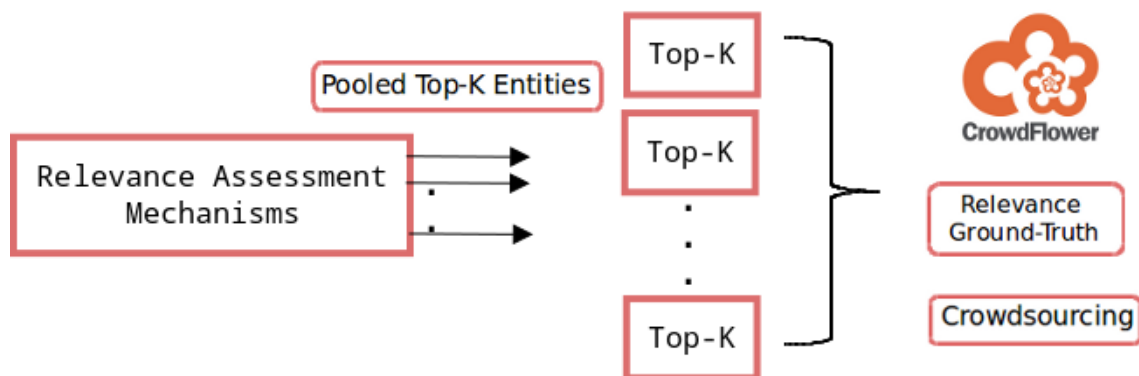 Pooled Top-K Entities
Relevance Assessment
Mechanisms
Top-K
Top-K
Top-K
CrowdFlower
Relevance
Ground-Truth
Crowdsourcing